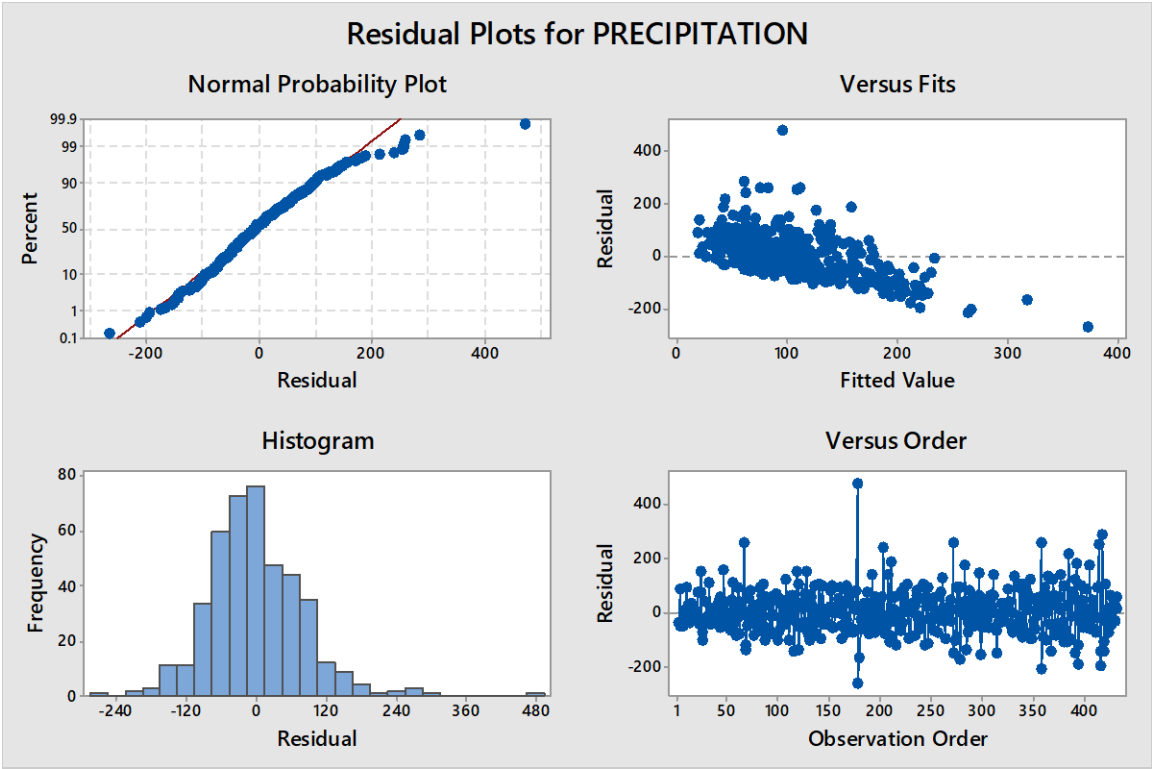 Residual Plots for PRECIPITATION
Normal Probability Plot
Percent
99.9
99
90
50
10
1
0.1
-200 0 200 400
Residual
Versus Fits
Residual
400
200
0
-200
0 100 200 300 400
Fitted Value
Histogram
Frequency
80
60
40
20
0
-240 -120 0 120 240 360 480
Residual
Versus Order
Residual
400
200
0
-200
1 50 100 150 200 250 300 350 400
Observation Order